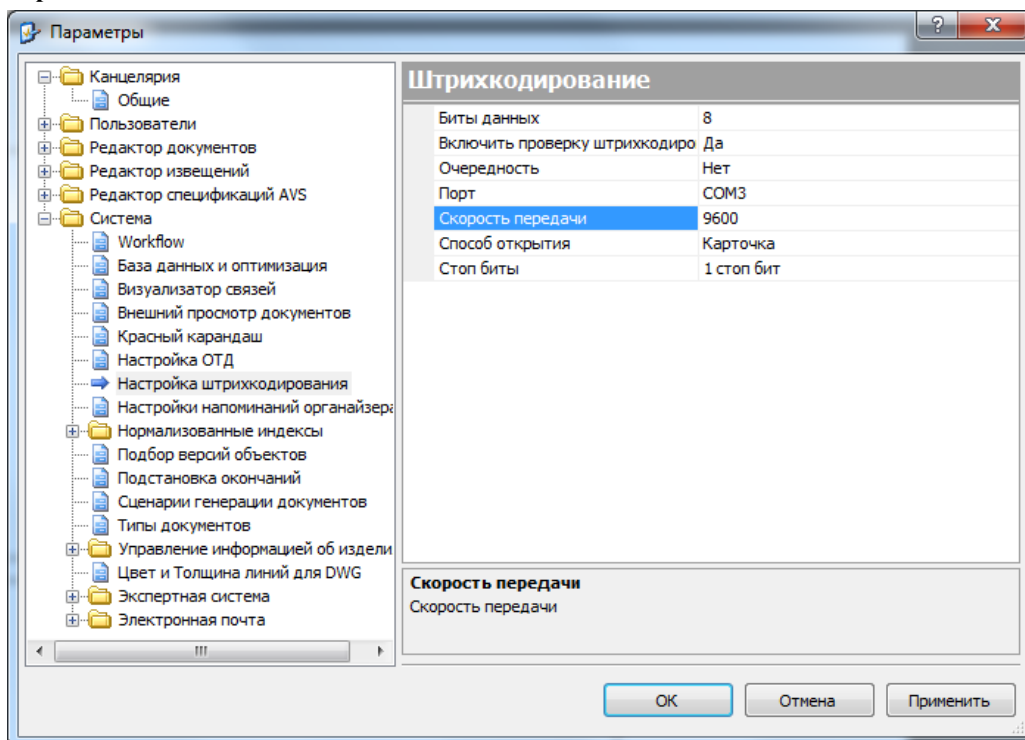 Параметры
Канцелярия
Общие
Пользователи
Редактор документов
Редактор извещений
Редактор спецификаций AVS
Система
Workflow
База данных и оптимизация
Визуализатор связей
Внешний просмотр документов
Красный карандаш
Настройка ОТД
Настройка штрихкодирования
Настройки напоминаний органайзера
Нормализованные индексы
Подбор версий объектов
Подстановка окончаний
Сценарии генерации документов
Типы документов
Управление информацией об издели
Цвет и Толщина линий для DWG
Экспертная система
Электронная почта
Штрихкодирование
Биты данных 8
Включить проверку штрихкодиро Да
Очередность Нет
Порт COM3
Скорость передачи 9600
Способ открытия Карточка
Стоп биты 1 стоп бит
Скорость передачи
Скорость передачи
OK Отмена Применить